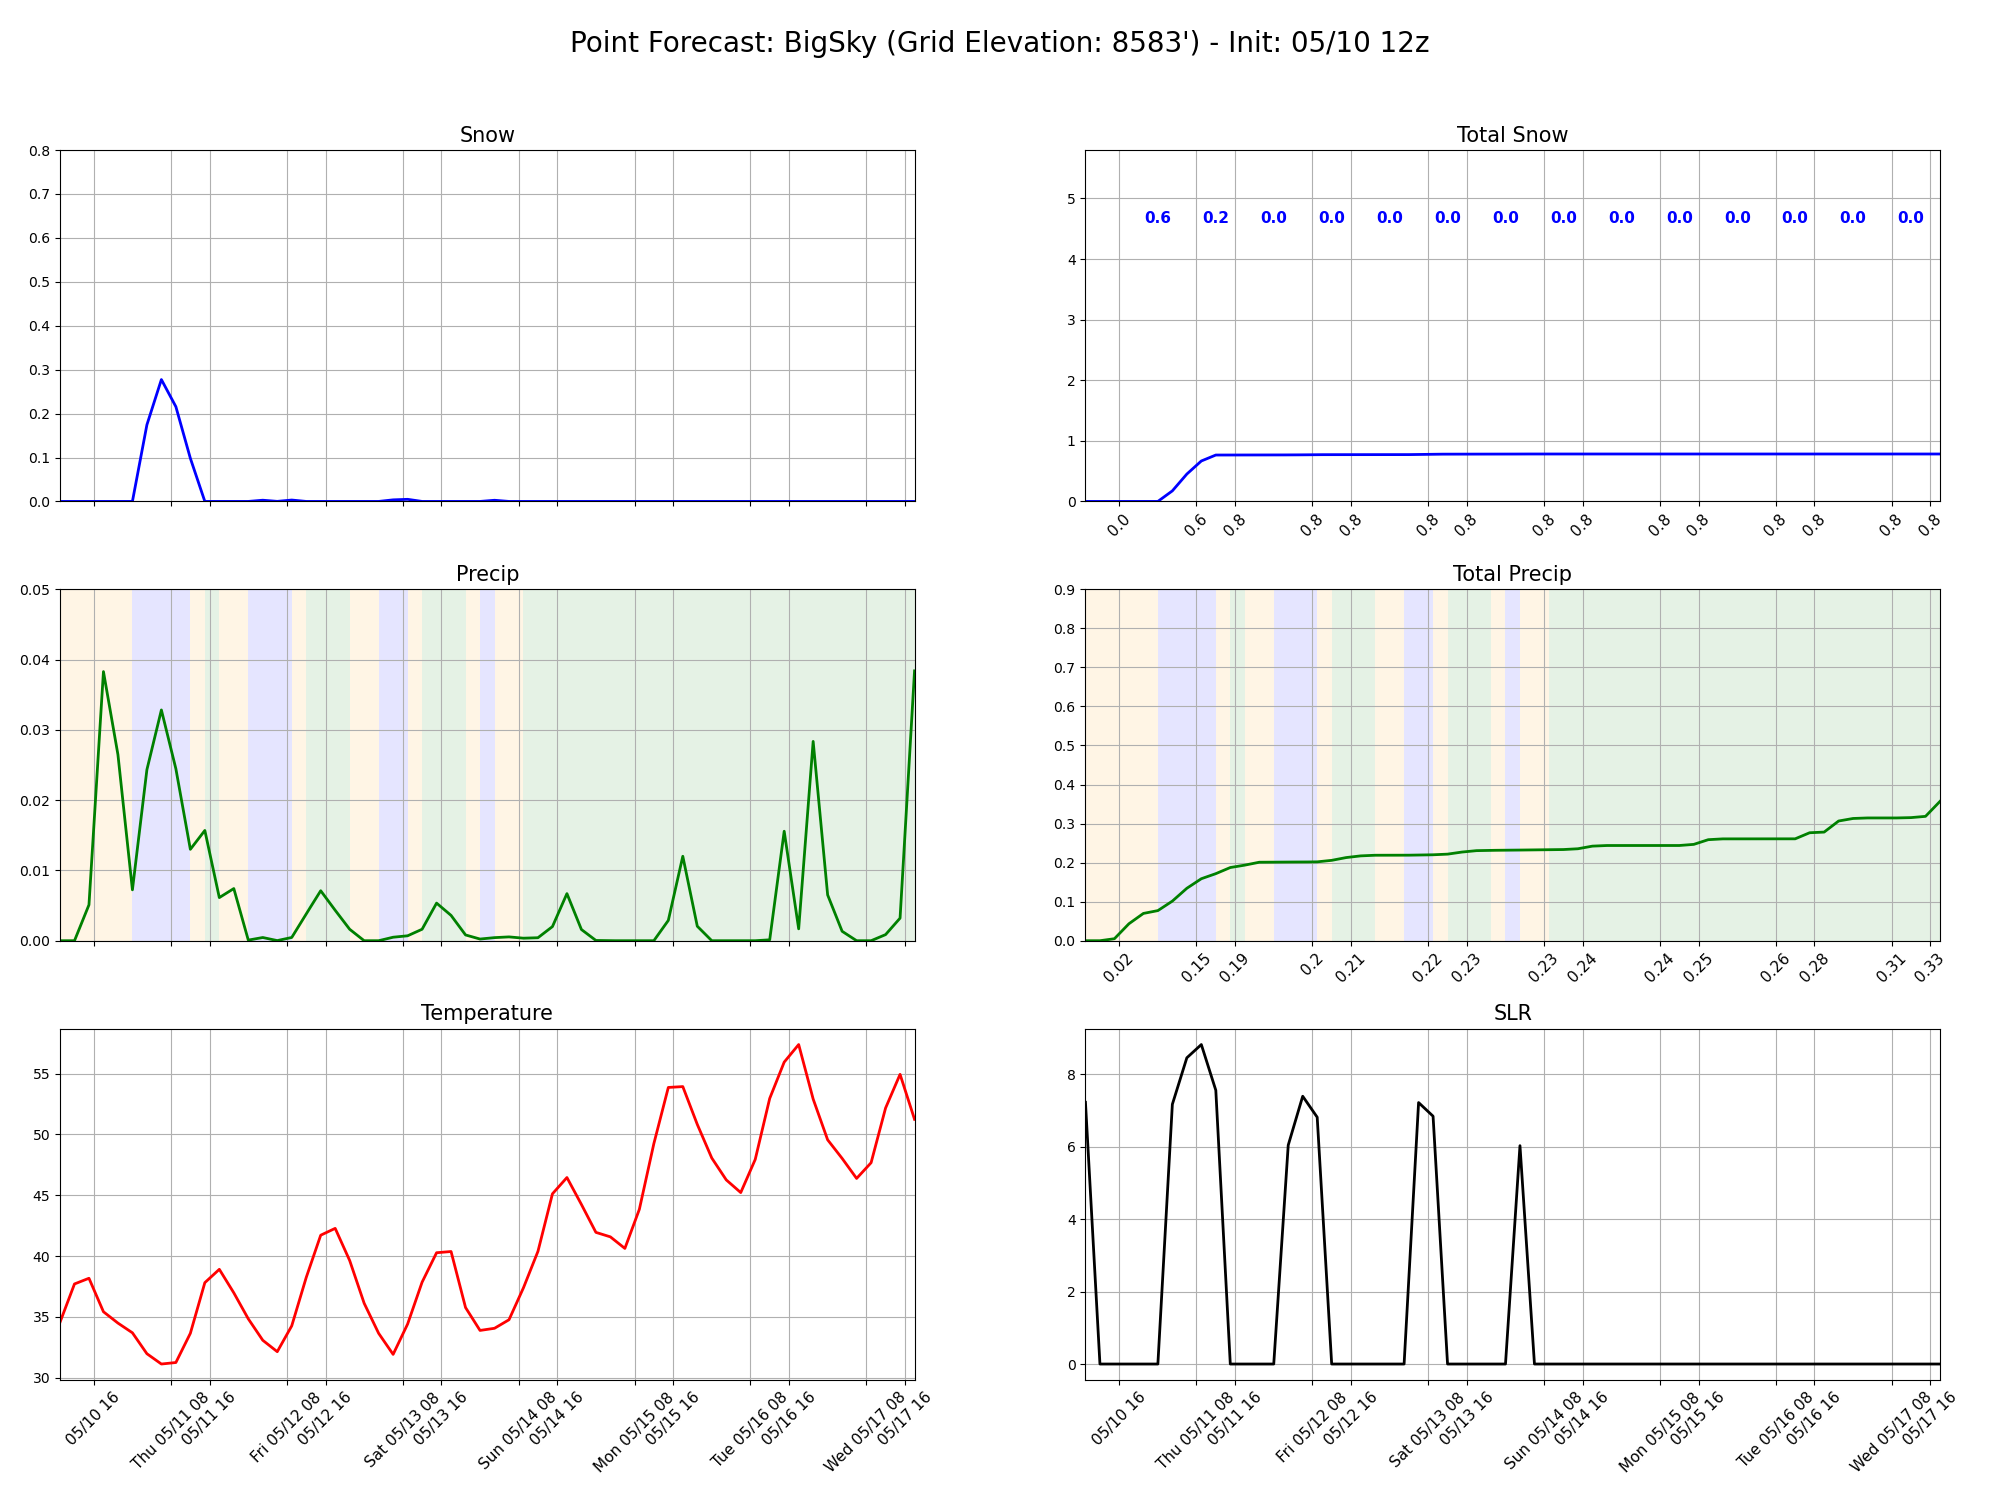 Point Forecast: BigSky (Grid Elevation: 8583') - Init: 05/10 12z
Snow
0.8
0.7
0.6
0.5
0.4
0.3
0.2
0.1
0.0
Total Snow
5
4
3
2
1
0
0.6 0.2 0.0 0.0 0.0 0.0 0.0 0.0 0.0 0.0 0.0 0.0 0.0 0.0
0.0 0.6 0.8 0.8 0.8 0.8 0.8 0.8 0.8 0.8 0.8 0.8 0.8 0.8 0.8
Precip
0.05
0.04
0.03
0.02
0.01
0.00
Total Precip
0.9
0.8
0.7
0.6
0.5
0.4
0.3
0.2
0.1
0.0
0.02 0.15 0.19 0.2 0.21 0.22 0.23 0.23 0.24 0.24 0.25 0.26 0.28 0.31 0.33
Temperature
55
50
45
40
35
30
05/10 16
Thu 05/11 08
05/11 16
Fri 05/12 08
05/12 16
Sat 05/13 08
05/13 16
Sun 05/14 08
05/14 16
Mon 05/15 08
05/15 16
Tue 05/16 08
05/16 16
Wed 05/17 08
05/17 16
SLR
8
6
4
2
0
05/10 16
Thu 05/11 08
05/11 16
Fri 05/12 08
05/12 16
Sat 05/13 08
05/13 16
Sun 05/14 08
05/14 16
Mon 05/15 08
05/15 16
Tue 05/16 08
05/16 16
Wed 05/17 08
05/17 16